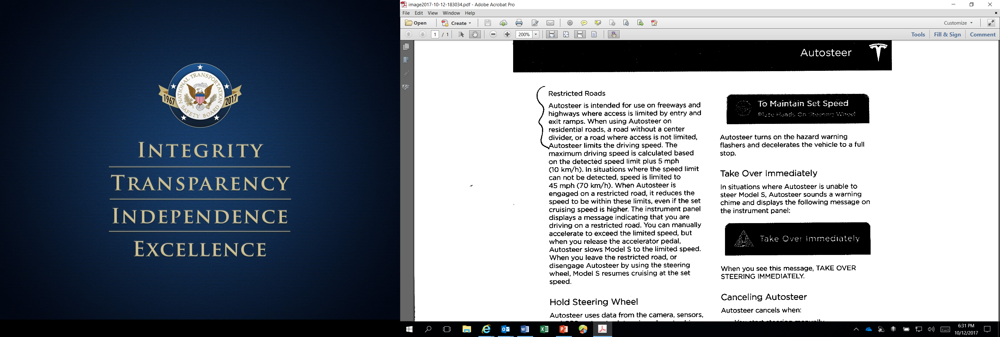 NATIONAL TRANSPORTATION SAFETY BOARD
1967
2017
INTEGRITY
TRANSPARENCY
INDEPENDENCE
EXCELLENCE
image2017-10-12-183034.pdf - Adobe Acrobat Pro
File Edit View Window Help
Open Create Customize
1 / 1 200% Tools Fill & Sign Comment
Autosteer
Restricted Roads
Autosteer is intended for use on freeways and
highways where access is limited by entry and
exit ramps. When using Autosteer on
residential roads, a road without a center
divider, or a road where access is not limited,
Autosteer limits the driving speed. The
maximum driving speed is calculated based
on the detected speed limit plus 5 mph
(10 km/h). In situations where the speed limit
can not be detected, speed is limited to
45 mph (70 km/h). When Autosteer is
engaged on a restricted road, it reduces the
speed to be within these limits, even if the set
cruising speed is higher. The instrument panel
displays a message indicating that you are
driving on a restricted road. You can manually
accelerate to exceed the limited speed, but
when you release the accelerator pedal,
Autosteer slows Model S to the limited speed.
When you leave the restricted road, or
disengage Autosteer by using the steering
wheel, Model S resumes cruising at the set
speed.
Hold Steering Wheel
Autosteer uses data from the camera, sensors,
To Maintain Set Speed
Place Hands On Steering Wheel
Autosteer turns on the hazard warning
flashers and decelerates the vehicle to a full
stop.
Take Over Immediately
In situations where Autosteer is unable to
steer Model S, Autosteer sounds a warning
chime and displays the following message on
the instrument panel:
Take Over Immediately
When you see this message, TAKE OVER
STEERING IMMEDIATELY.
Canceling Autosteer
Autosteer cancels when:
You start steering manually
6:31 PM
10/12/2017